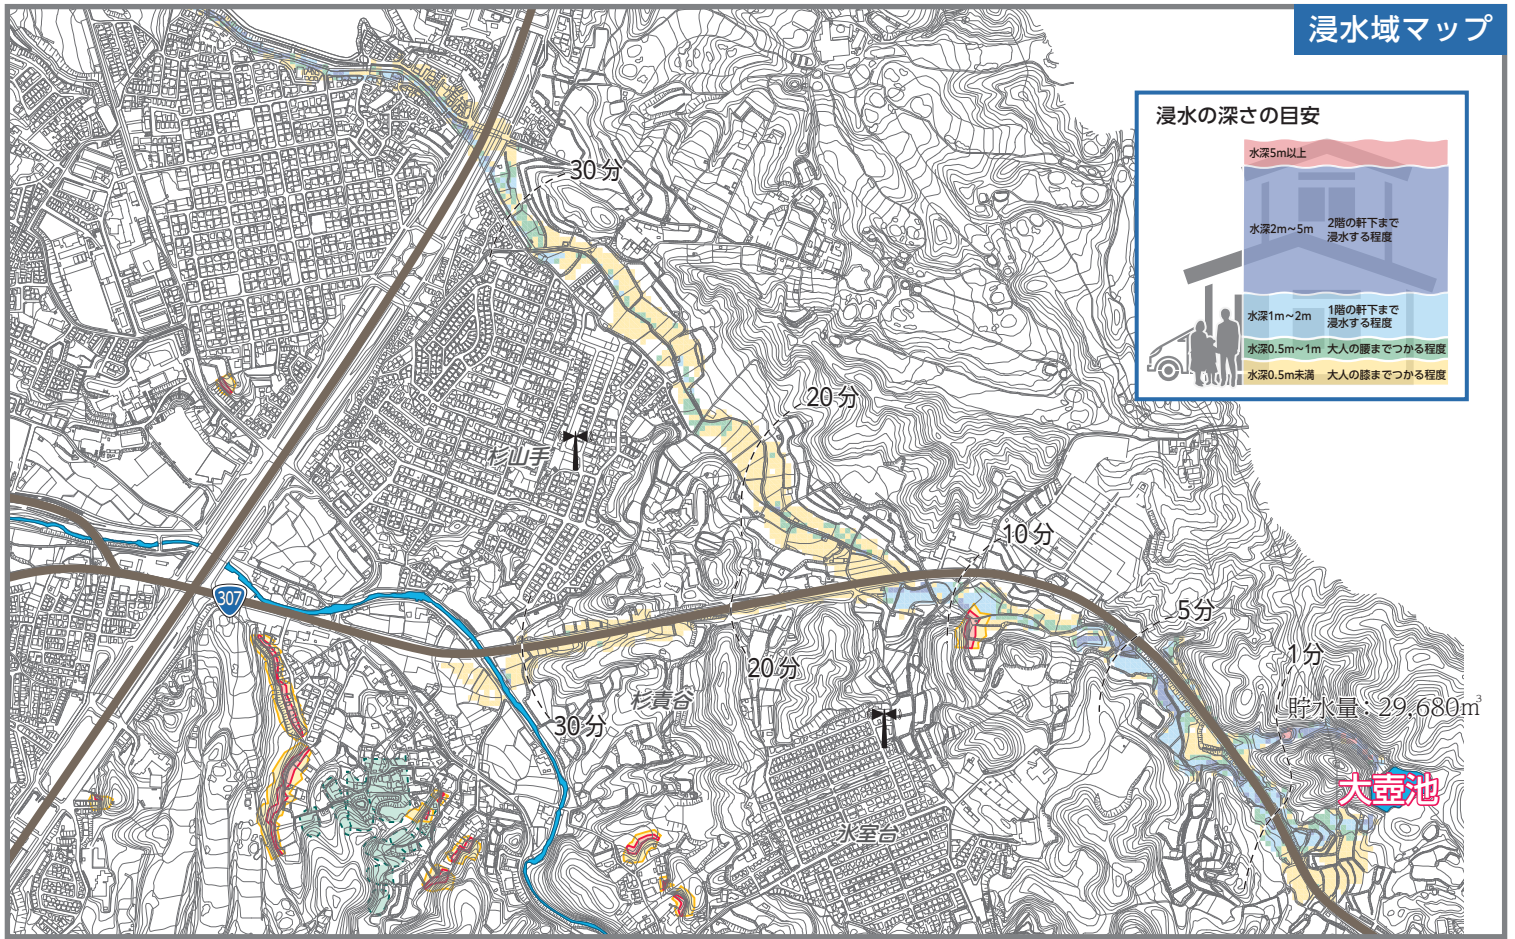 浸水域マップ
浸水の深さの目安
水深5m以上
水深2m～5m 2階の軒下まで
浸水する程度
水深1m～2m 1階の軒下まで
浸水する程度
水深0.5m～1m 大人の腰までつかる程度
水深0.5m未満 大人の膝までつかる程度
30分
20分
杉山手
10分
307
5分
1分
20分
杉責谷
貯水量：29,680m³
30分
大壺池
氷室台